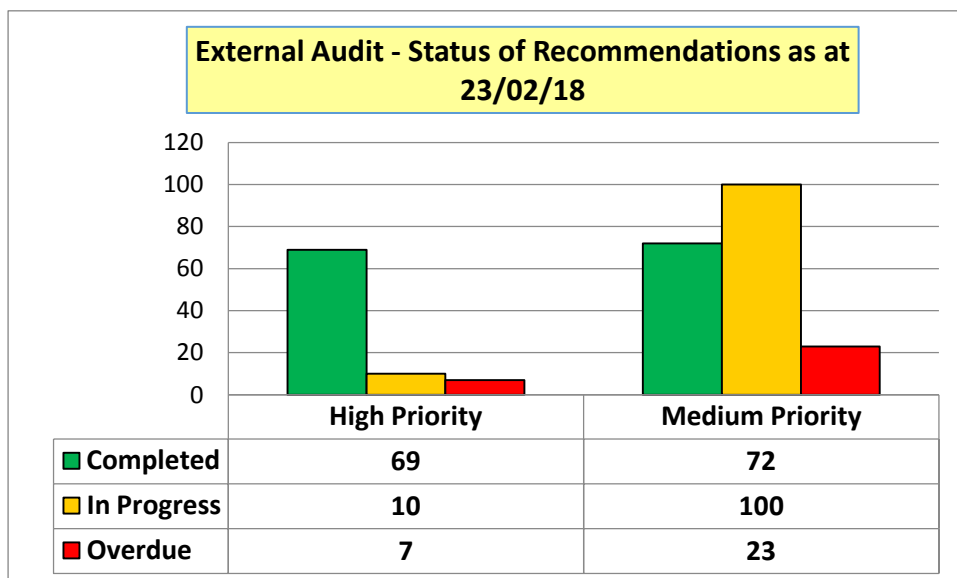 External Audit - Status of Recommendations as at
23/02/18
120
100
80
60
40
20
0
High Priority Medium Priority
Completed 69 72
In Progress 10 100
Overdue 7 23